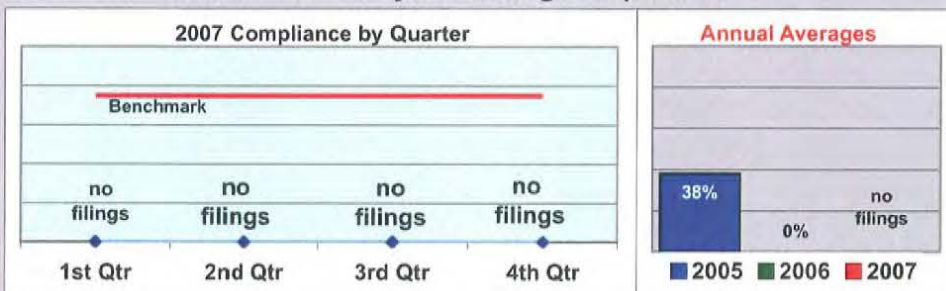 2007 Compliance by Quarter
Benchmark
no filings
no filings
no filings
no filings
1st Qtr
2nd Qtr
3rd Qtr
4th Qtr
Annual Averages
38%
0%
no filings
2005
2006
2007